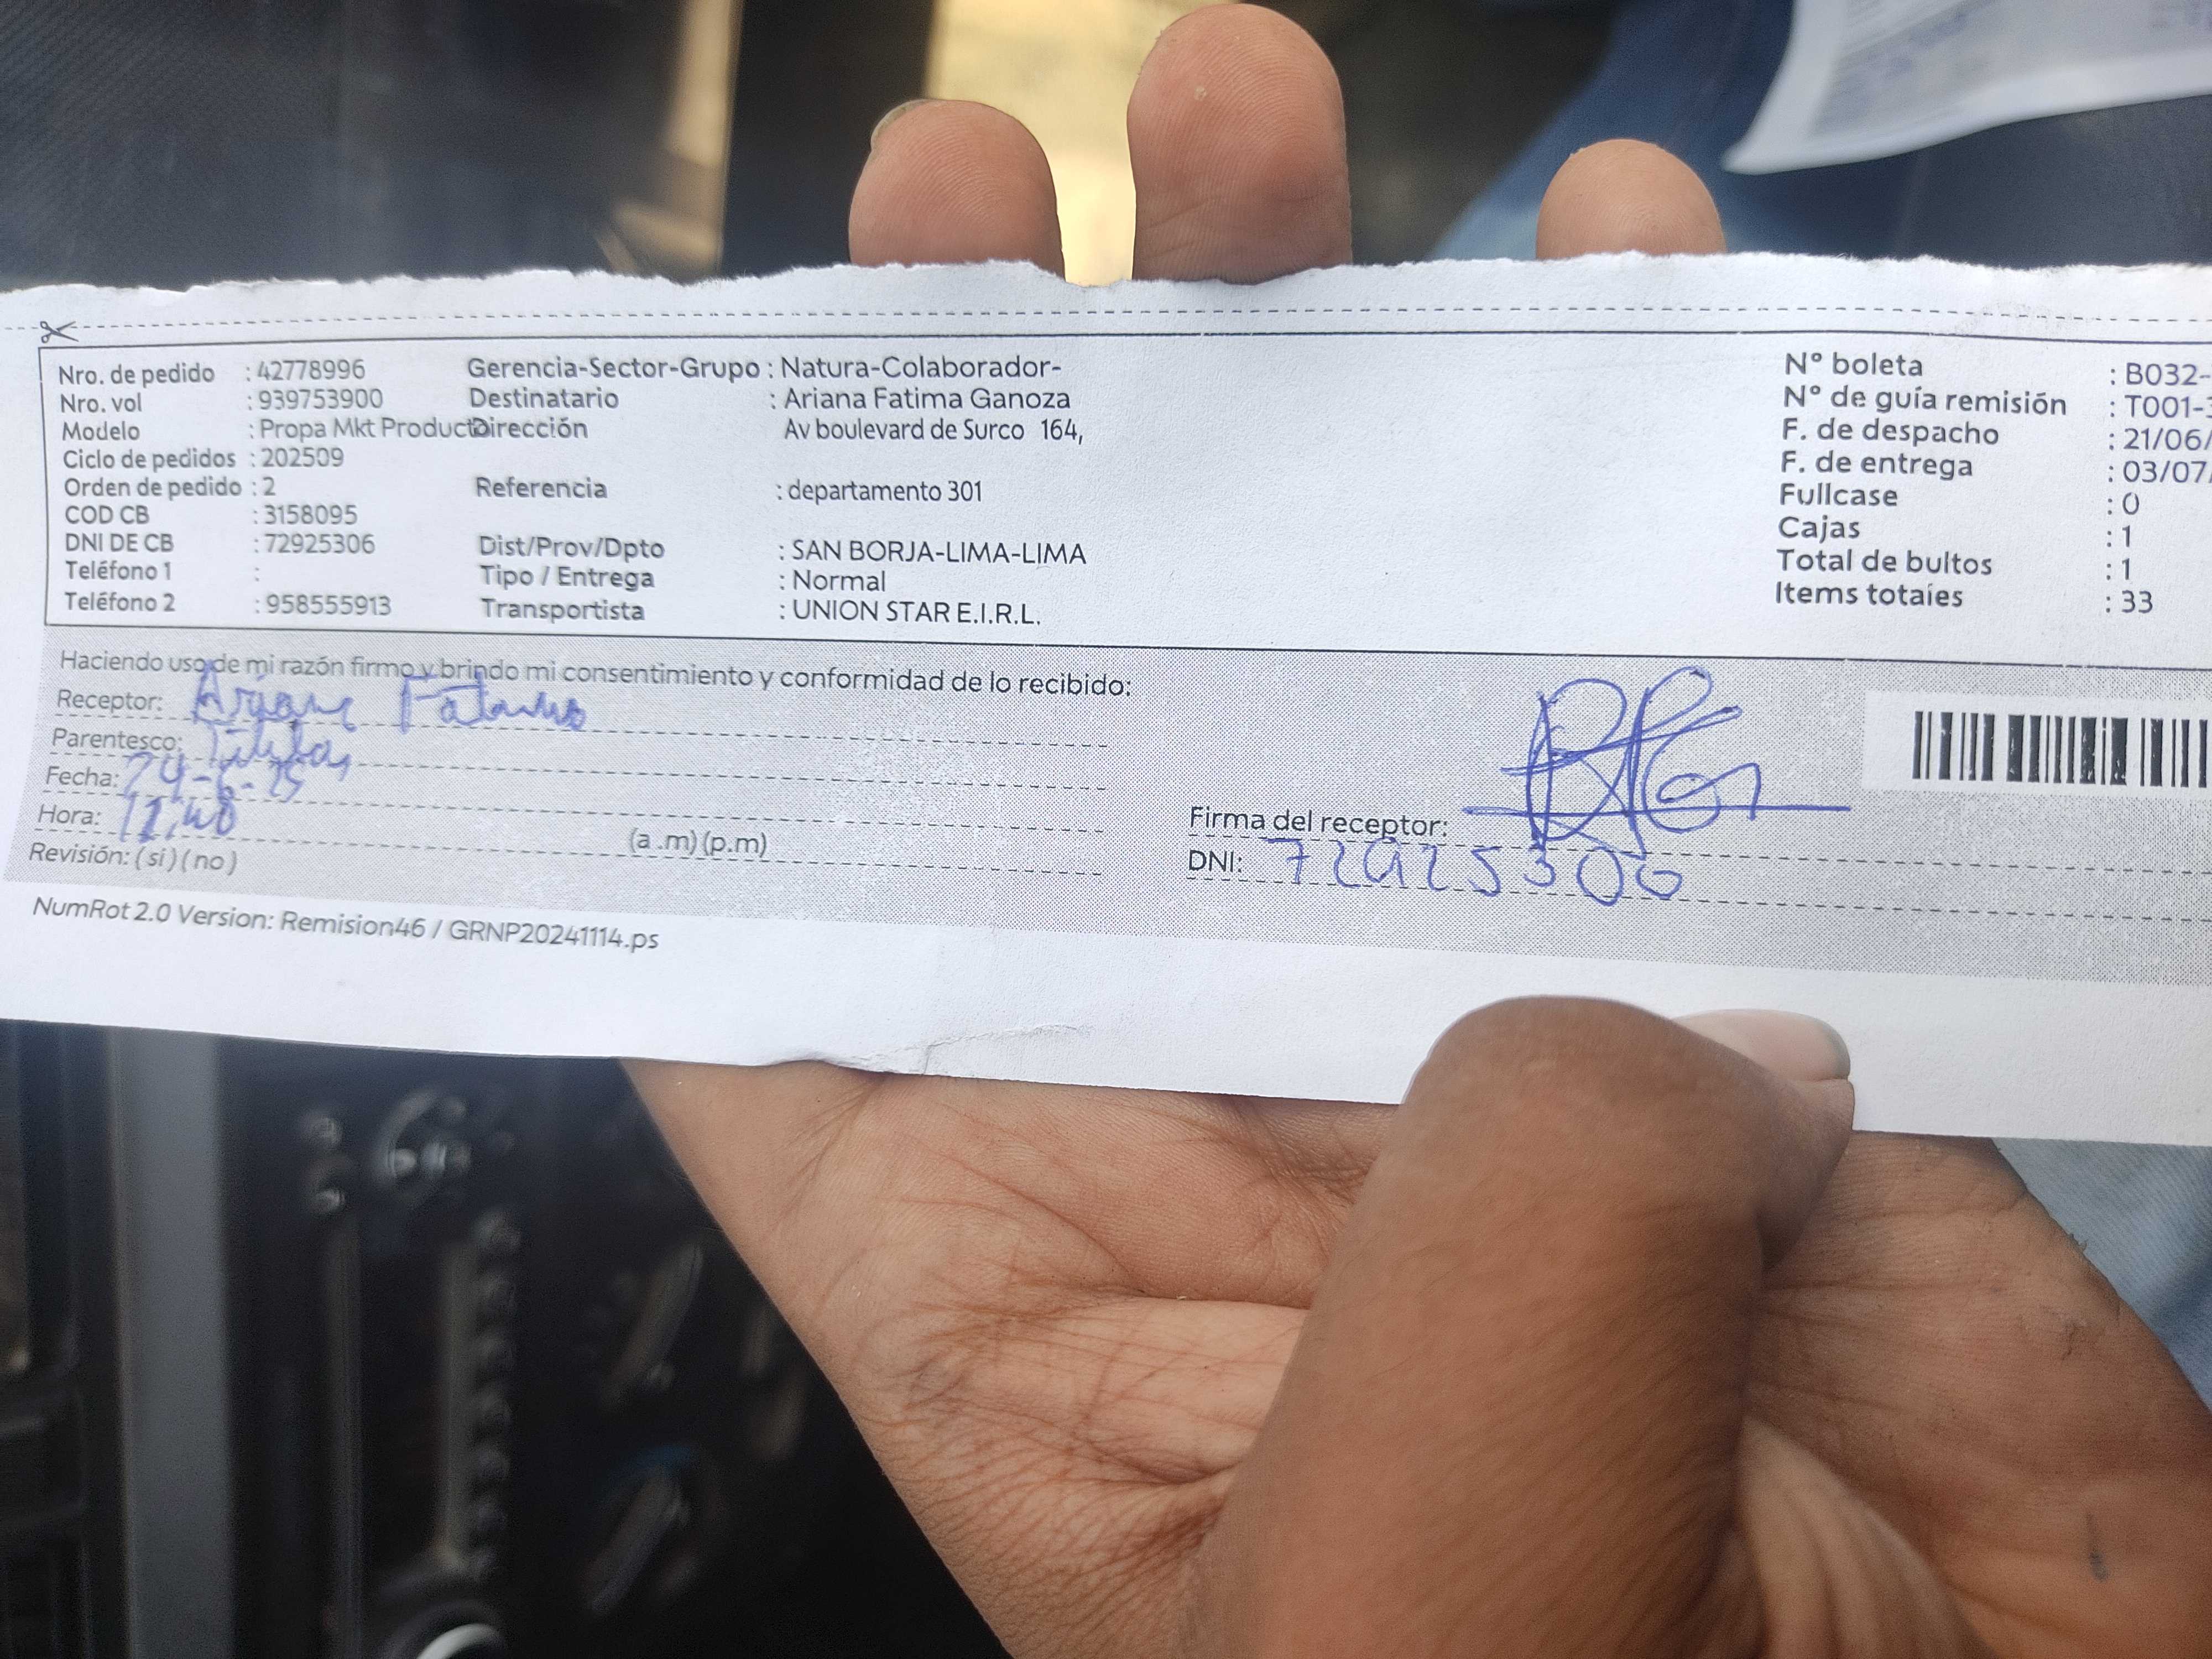 Nro. de pedido : 42778996
Nro. vol : 939753900
Modelo : Propa Mkt Product
Ciclo de pedidos : 202509
Orden de pedido : 2
COD CB : 3158095
DNI DE CB : 72925306
Teléfono 1 :
Teléfono 2 : 958555913
Gerencia-Sector-Grupo : Natura-Colaborador-
Destinatario : Ariana Fatima Ganoza
Dirección Av boulevard de Surco 164,
Referencia : departamento 301
Dist/Prov/Dpto : SAN BORJA-LIMA-LIMA
Tipo / Entrega : Normal
Transportista : UNION STAR E.I.R.L.
N° boleta : B032-
N° de guía remisión : T001-
F. de despacho : 21/06/
F. de entrega : 03/07/
Fullcase : 0
Cajas : 1
Total de bultos : 1
Items totales : 33
Haciendo uso de mi razón firmo y brindo mi consentimiento y conformidad de lo recibido:
Receptor: Ariana
Parentesco:
Fecha: 24-6-25
Hora: (a .m) (p.m)
Revisión: ( si ) ( no )
Firma del receptor:
DNI: 72925306
NumRot 2.0 Version: Remision46 / GRNP20241114.ps